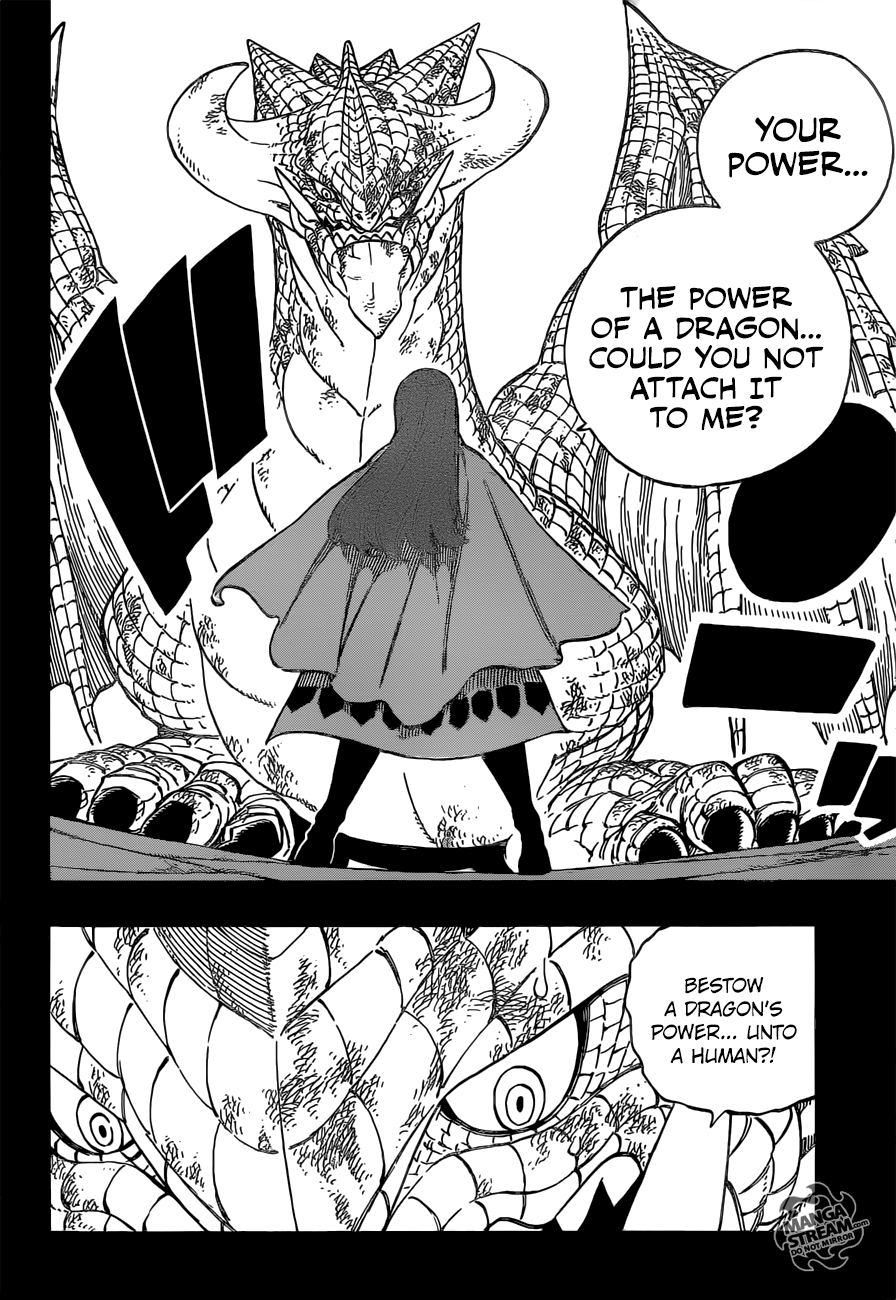 YOUR
POWER...
THE POWER
OF A DRAGON...
COULD YOU NOT
ATTACH IT
TO ME?
BESTOW
A DRAGON'S
POWER... UNTO
A HUMAN?!
MANGA
STREAM.com
DO NOT MIRROR